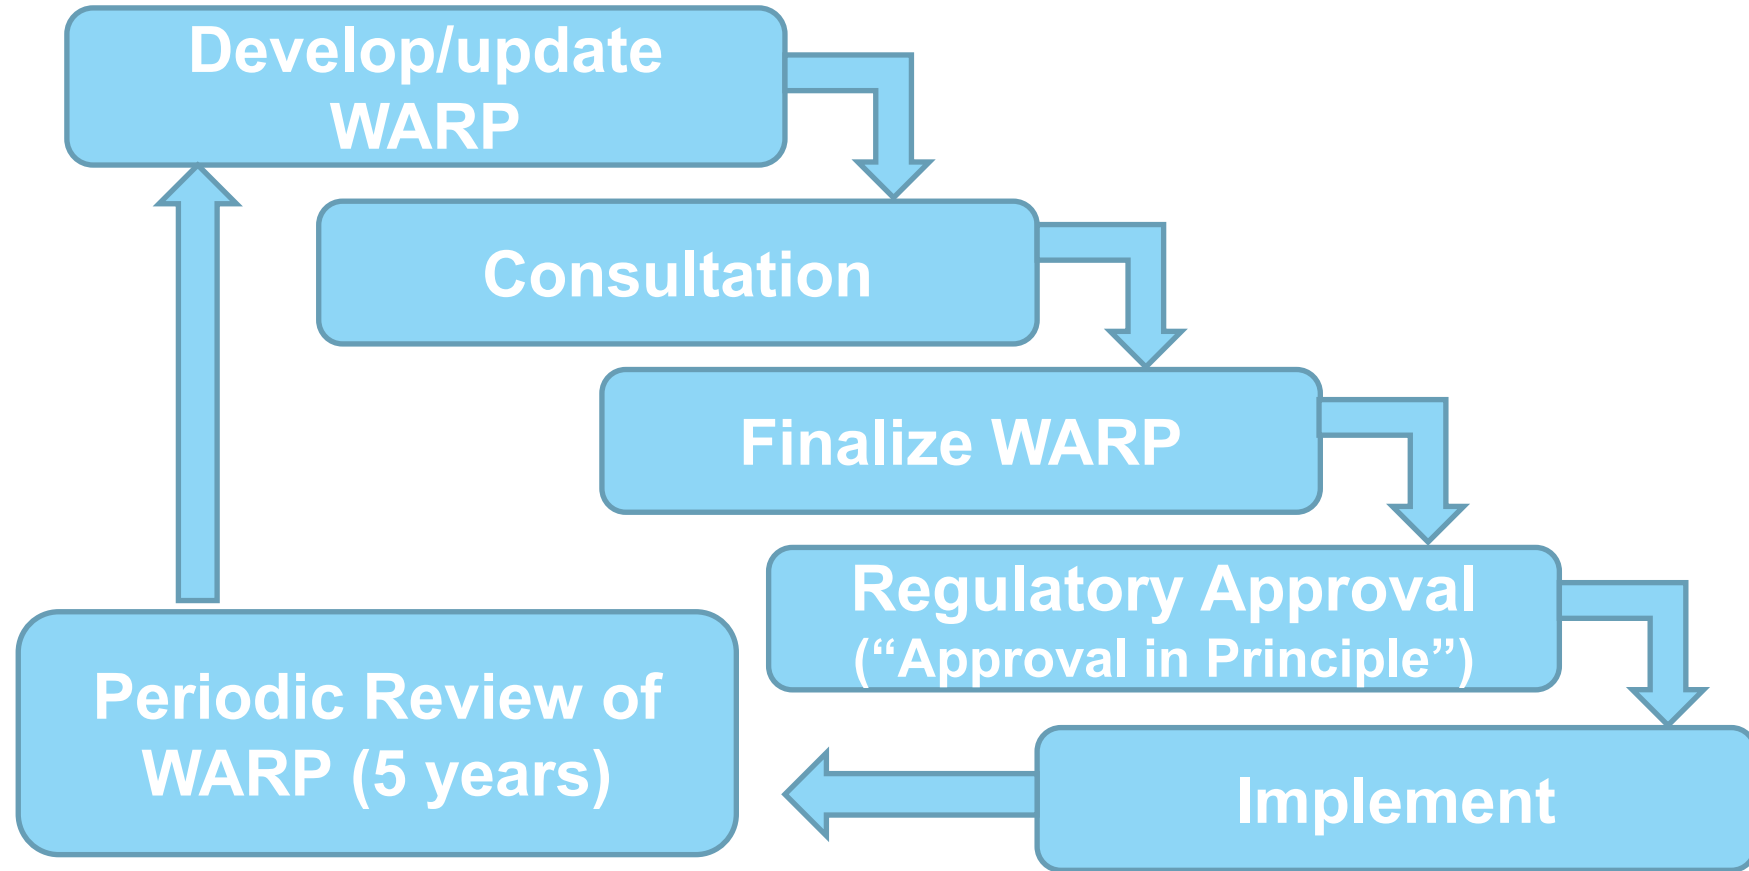 Develop/update
WARP
Consultation
Finalize WARP
Regulatory Approval
(“Approval in Principle”)
Implement
Periodic Review of
WARP (5 years)